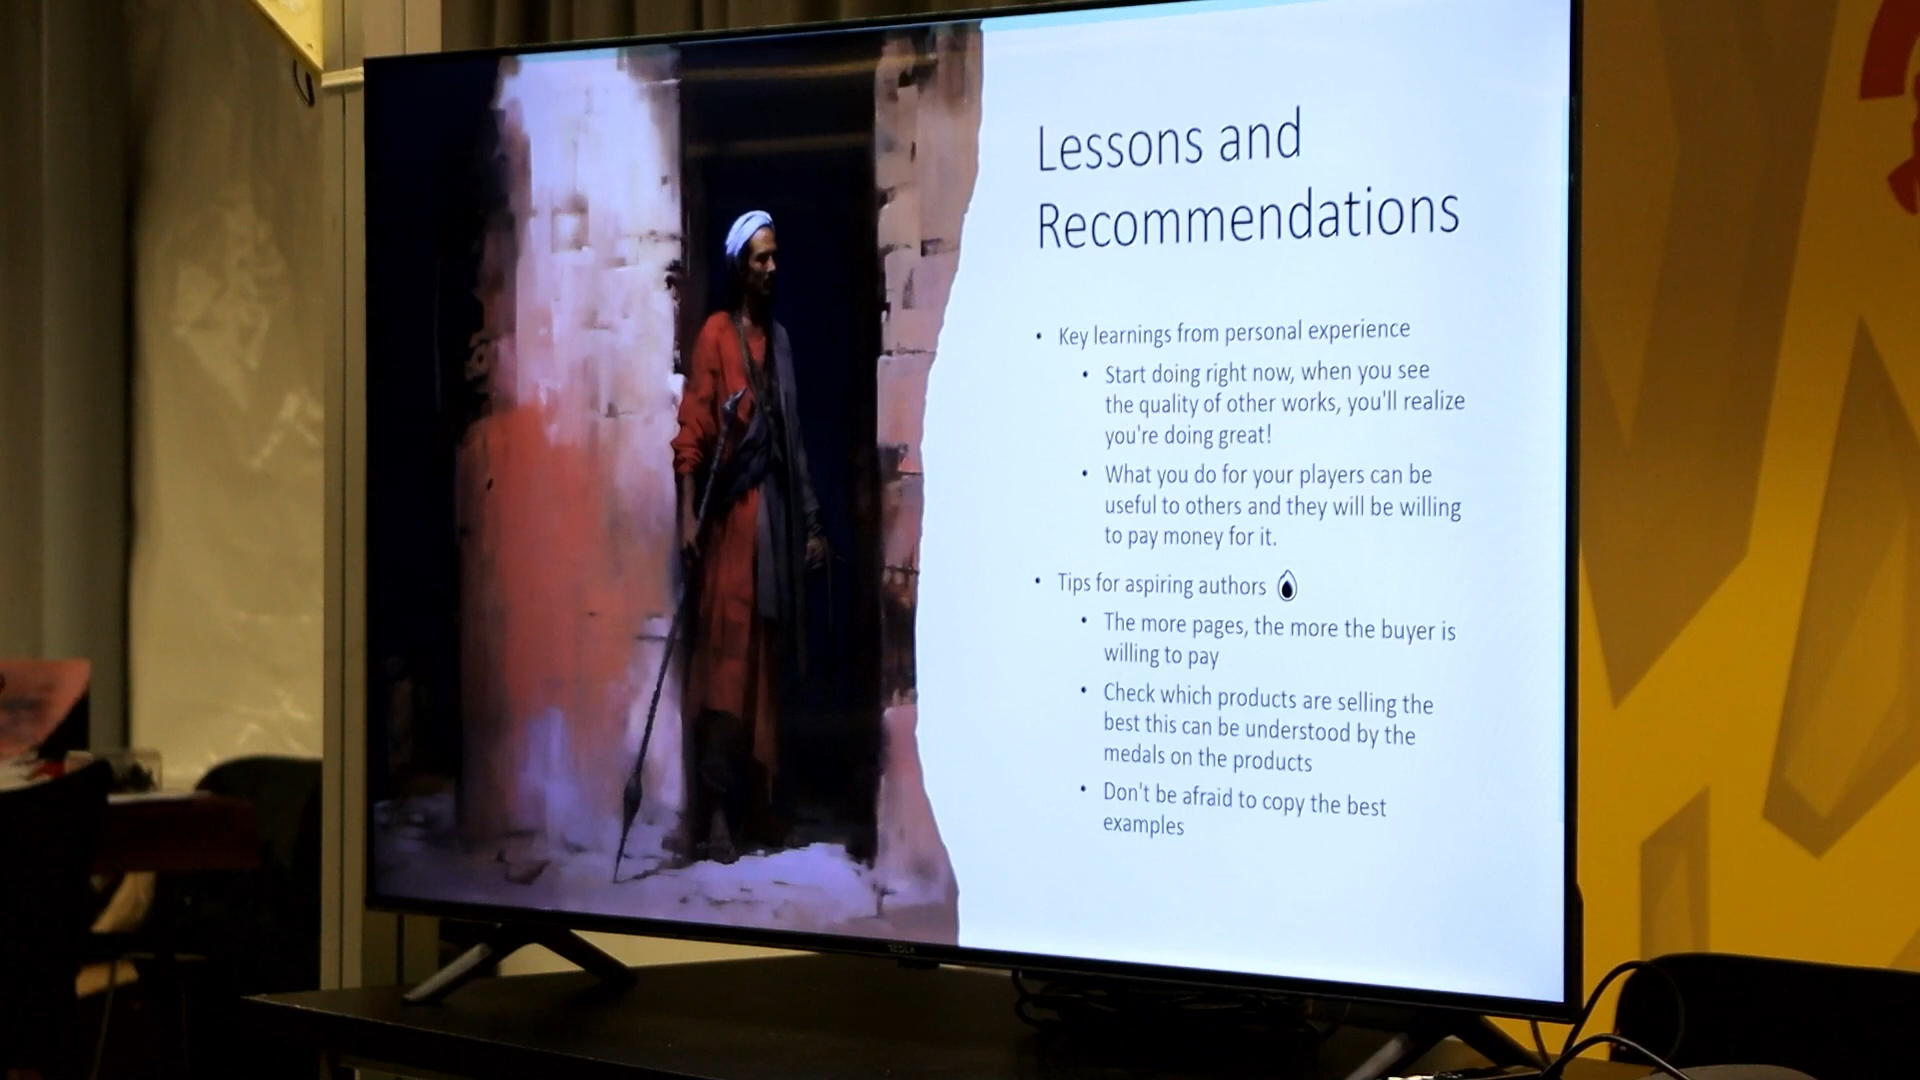 Lessons and
Recommendations
• Key learnings from personal experience
• Start doing right now, when you see
the quality of other works, you'll realize
you're doing great!
• What you do for your players can be
useful to others and they will be willing
to pay money for it.
• Tips for aspiring authors
• The more pages, the more the buyer is
willing to pay
• Check which products are selling the
best this can be understood by the
medals on the products
• Don't be afraid to copy the best
examples
TESLA